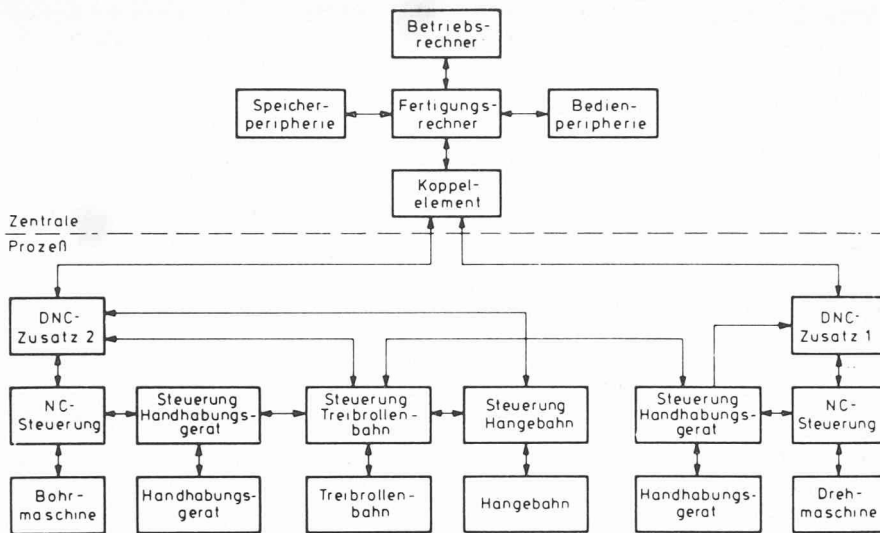 Betriebs-
rechner
Speicher-
peripherie
Fertigungs-
rechner
Bedien-
peripherie
Koppel-
element
Zentrale
Prozeß
DNC-
Zusatz 2
DNC-
Zusatz 1
NC-
Steuerung
Steuerung
Handhabungs-
gerat
Steuerung
Treibrollen-
bahn
Steuerung
Hangebahn
Steuerung
Handhabungs-
gerat
NC-
Steuerung
Bohr-
maschine
Handhabungs-
gerat
Treibrollen-
bahn
Hangebahn
Handhabungs-
gerat
Dreh-
maschine